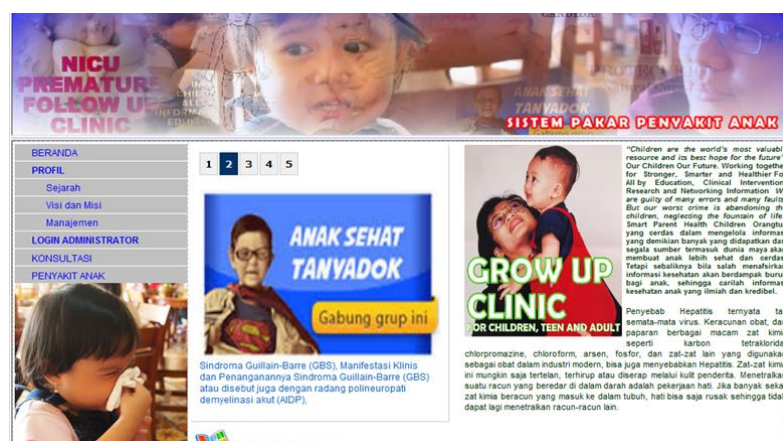 NICU
PREMATURE
FOLLOW UP
CLINIC
ANAK SEHAT
TANYADOK
SISTEM PAKAR PENYAKIT ANAK
BERANDA
PROFIL
Sejarah
Visi dan Misi
Manajemen
LOGIN ADMINISTRATOR
KONSULTASI
PENYAKIT ANAK
1 2 3 4 5
ANAK SEHAT
TANYADOK
Gabung grup ini
Sindroma Guillain-Barre (GBS), Manifestasi Klinis
dan Penanganannya Sindroma Guillain-Barre (GBS)
atau disebut juga dengan radang polineuropati
demyelinasi akut (AIDP),
GROW UP
CLINIC
FOR CHILDREN, TEEN AND ADULT
"Children are the world's most valuabl
resource and its best hope for the future"
Our Children Our Future. Working togethe
for Stronger, Smarter and Healthier Fo
All by Education, Clinical Intervention
Research and Networking Information W
are guilty of many errors and many faults
But our worst crime is abandoning th
children, neglecting the fountain of life
Smart Parent Health Children Orangtu
yang cerdas dalam mengelola informas
yang demikian banyak yang didapatkan da
segala sumber termasuk dunia maya akan
membuat anak lebih sehat dan cerdas
Tetapi sebaliknya bila salah menafsirka
informasi kesehatan akan berdampak buru
bagi anak, sehingga carilah informas
kesehatan anak yang ilmiah dan kredibel.
Penyebab Hepatitis ternyata ta
semata-mata virus. Keracunan obat, da
paparan berbagai macam zat kimi
seperti karbon tetraklorida
chlorpromazine, chloroform, arsen, fosfor, dan zat-zat lain yang digunaka
sebagai obat dalam industri modern, bisa juga menyebabkan Hepatitis. Zat-zat kimi
ini mungkin saja tertelan, terhirup atau diserap melalui kulit penderita. Menetralka
suatu racun yang beredar di dalam darah adalah pekerjaan hati. Jika banyak seka
zat kimia beracun yang masuk ke dalam tubuh, hati bisa saja rusak sehingga tida
dapat lagi menetralkan racun-racun lain.